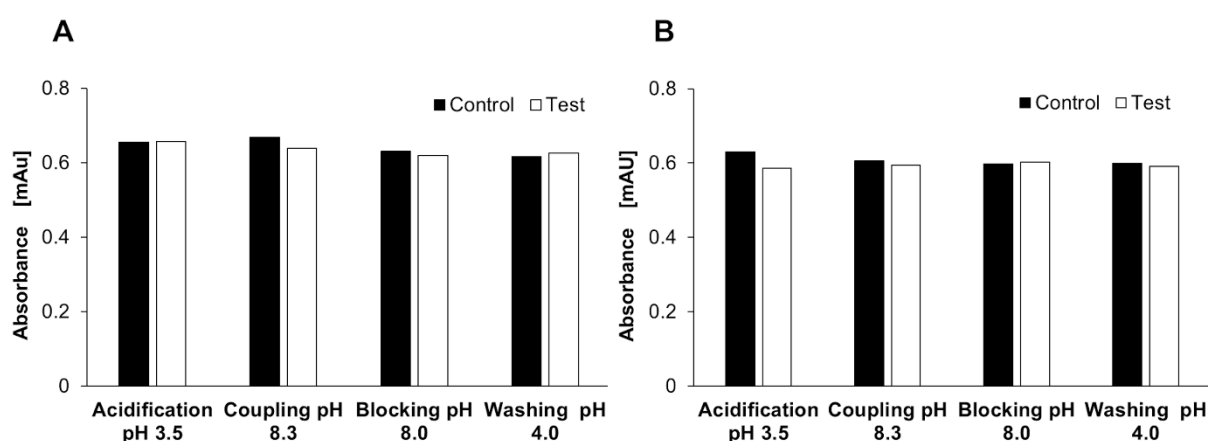 A
Absorbance [mAu]
0.8
0.6
0.4
0.2
0
Control Test
Acidification pH 3.5
Coupling pH 8.3
Blocking pH 8.0
Washing pH 4.0
B
Absorbance [mAU]
0.8
0.6
0.4
0.2
0
Control Test
Acidification pH 3.5
Coupling pH 8.3
Blocking pH 8.0
Washing pH 4.0